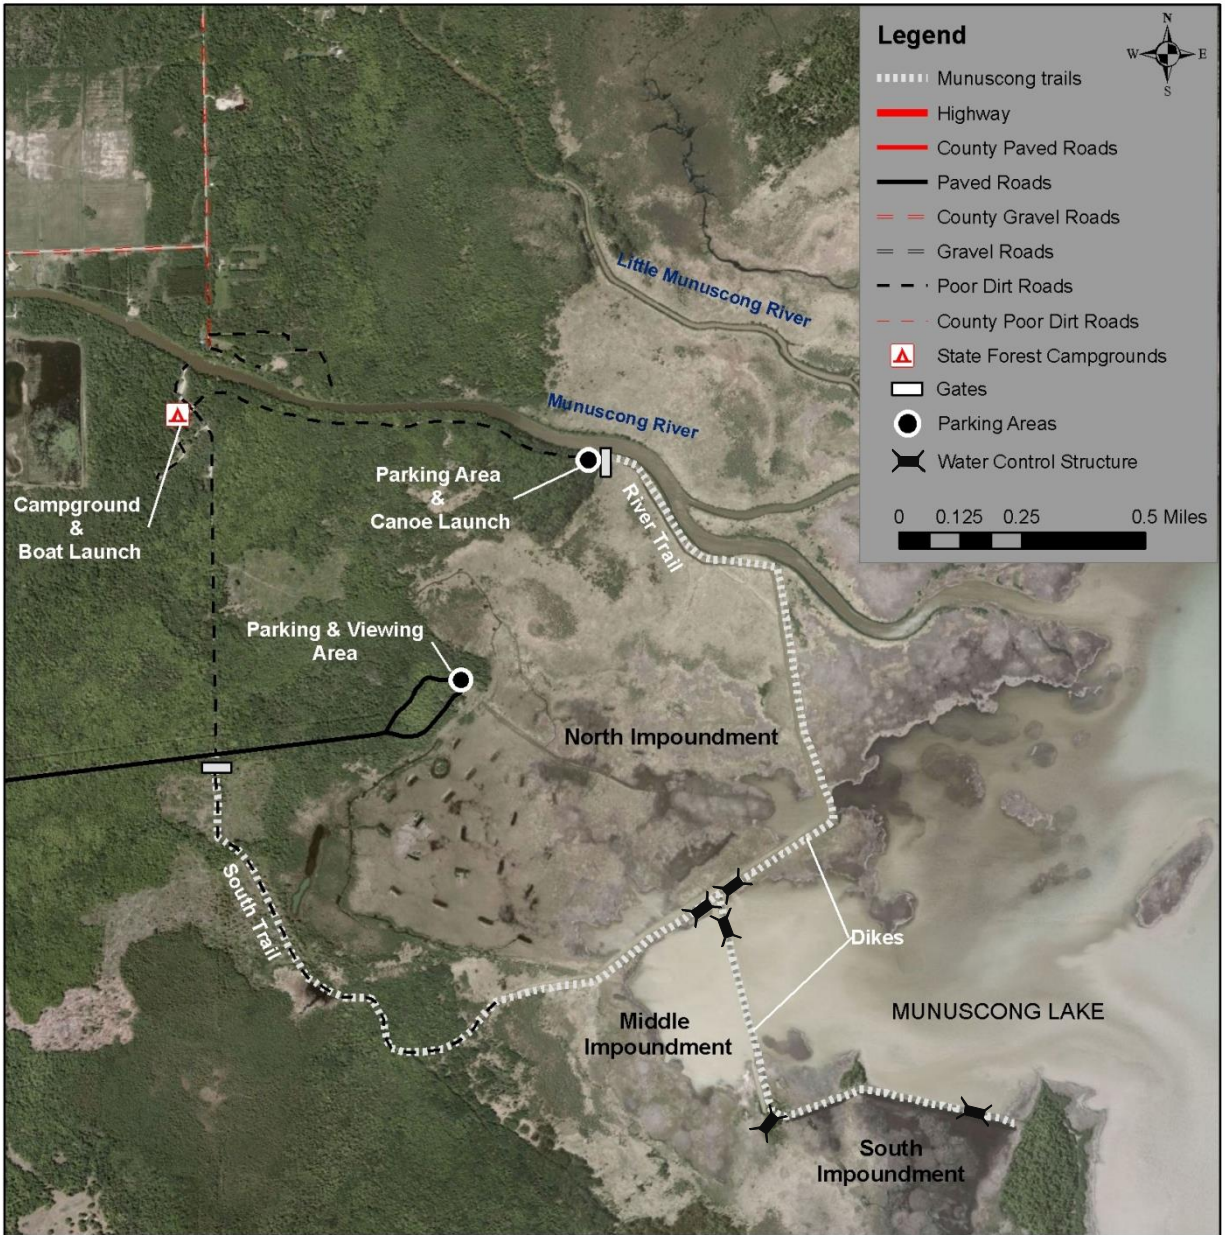 Legend
N
W
E
S
Munuscong trails
Highway
County Paved Roads
Paved Roads
County Gravel Roads
Gravel Roads
Poor Dirt Roads
County Poor Dirt Roads
State Forest Campgrounds
Gates
Parking Areas
Water Control Structure
0 0.125 0.25 0.5 Miles
Little Munuscong River
Munuscong River
Parking Area
&
Canoe Launch
Campground
&
Boat Launch
River Trail
Parking & Viewing
Area
North Impoundment
South Trail
Dikes
MUNUSCONG LAKE
Middle
Impoundment
South
Impoundment